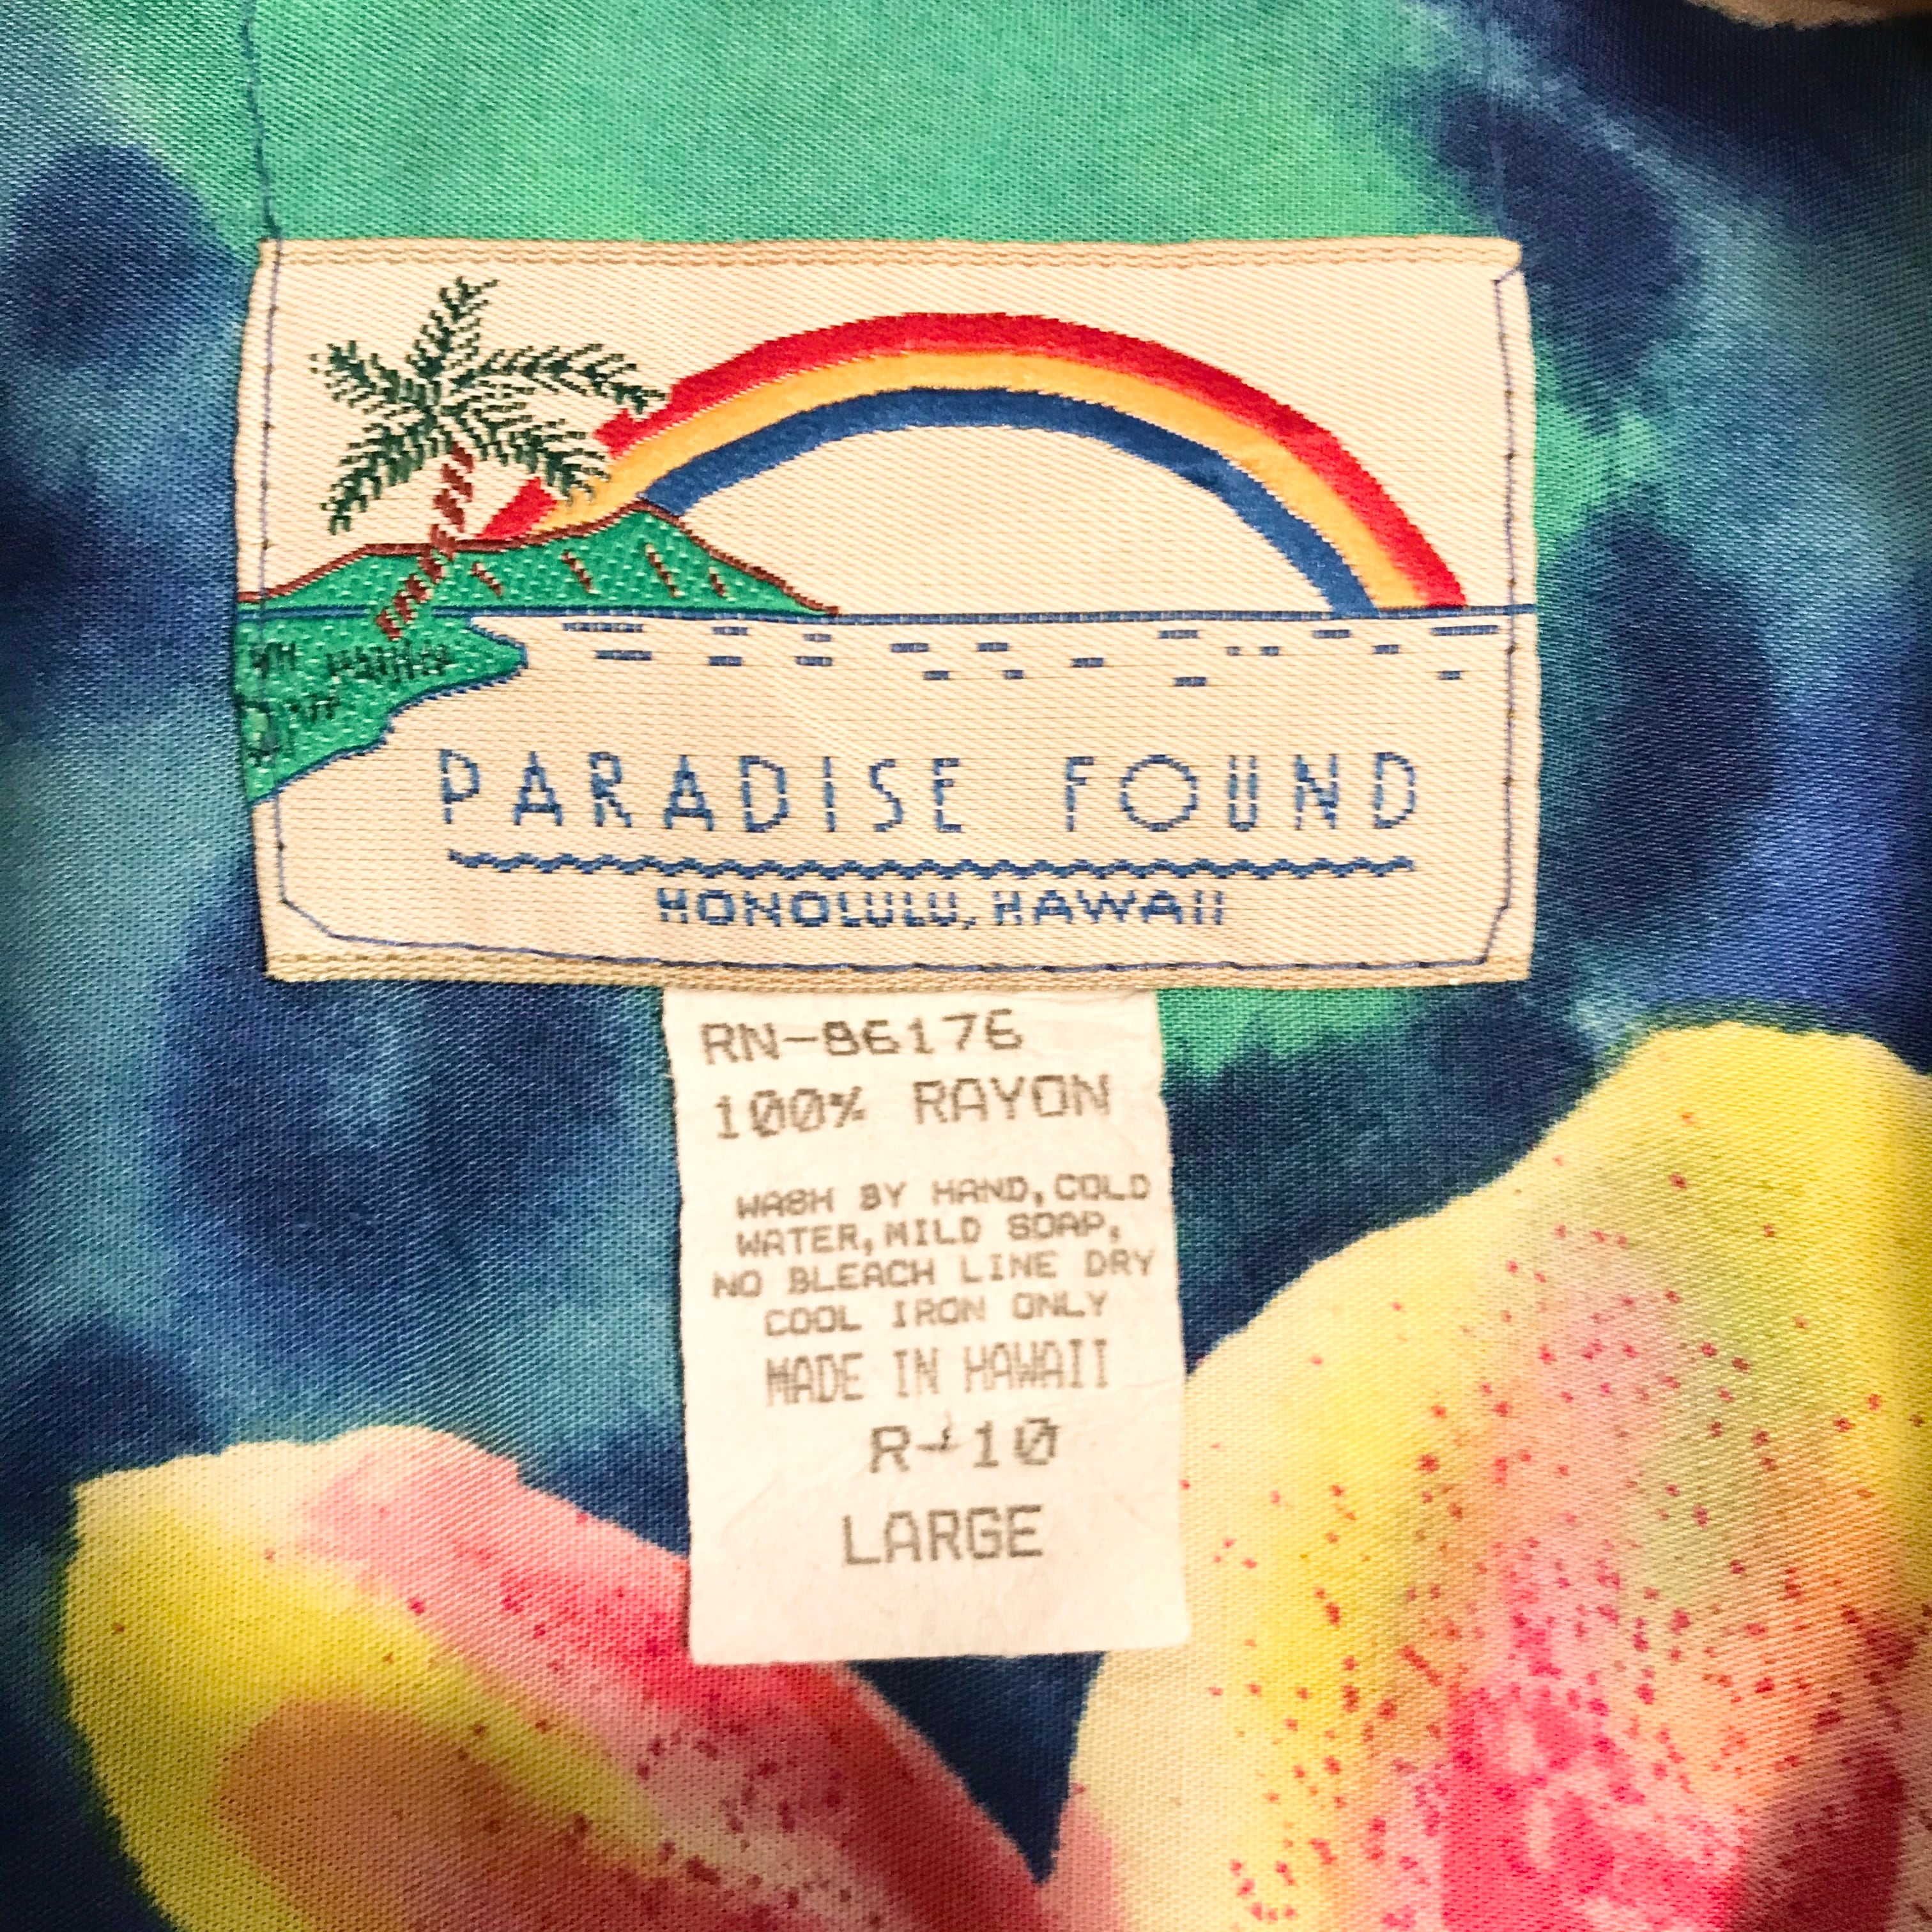 PARADISE FOUND
HONOLULU, HAWAII
RN-86176
100% RAYON
WASH BY HAND, COLD
WATER, MILD SOAP,
NO BLEACH LINE DRY
COOL IRON ONLY
MADE IN HAWAII
R-10
LARGE